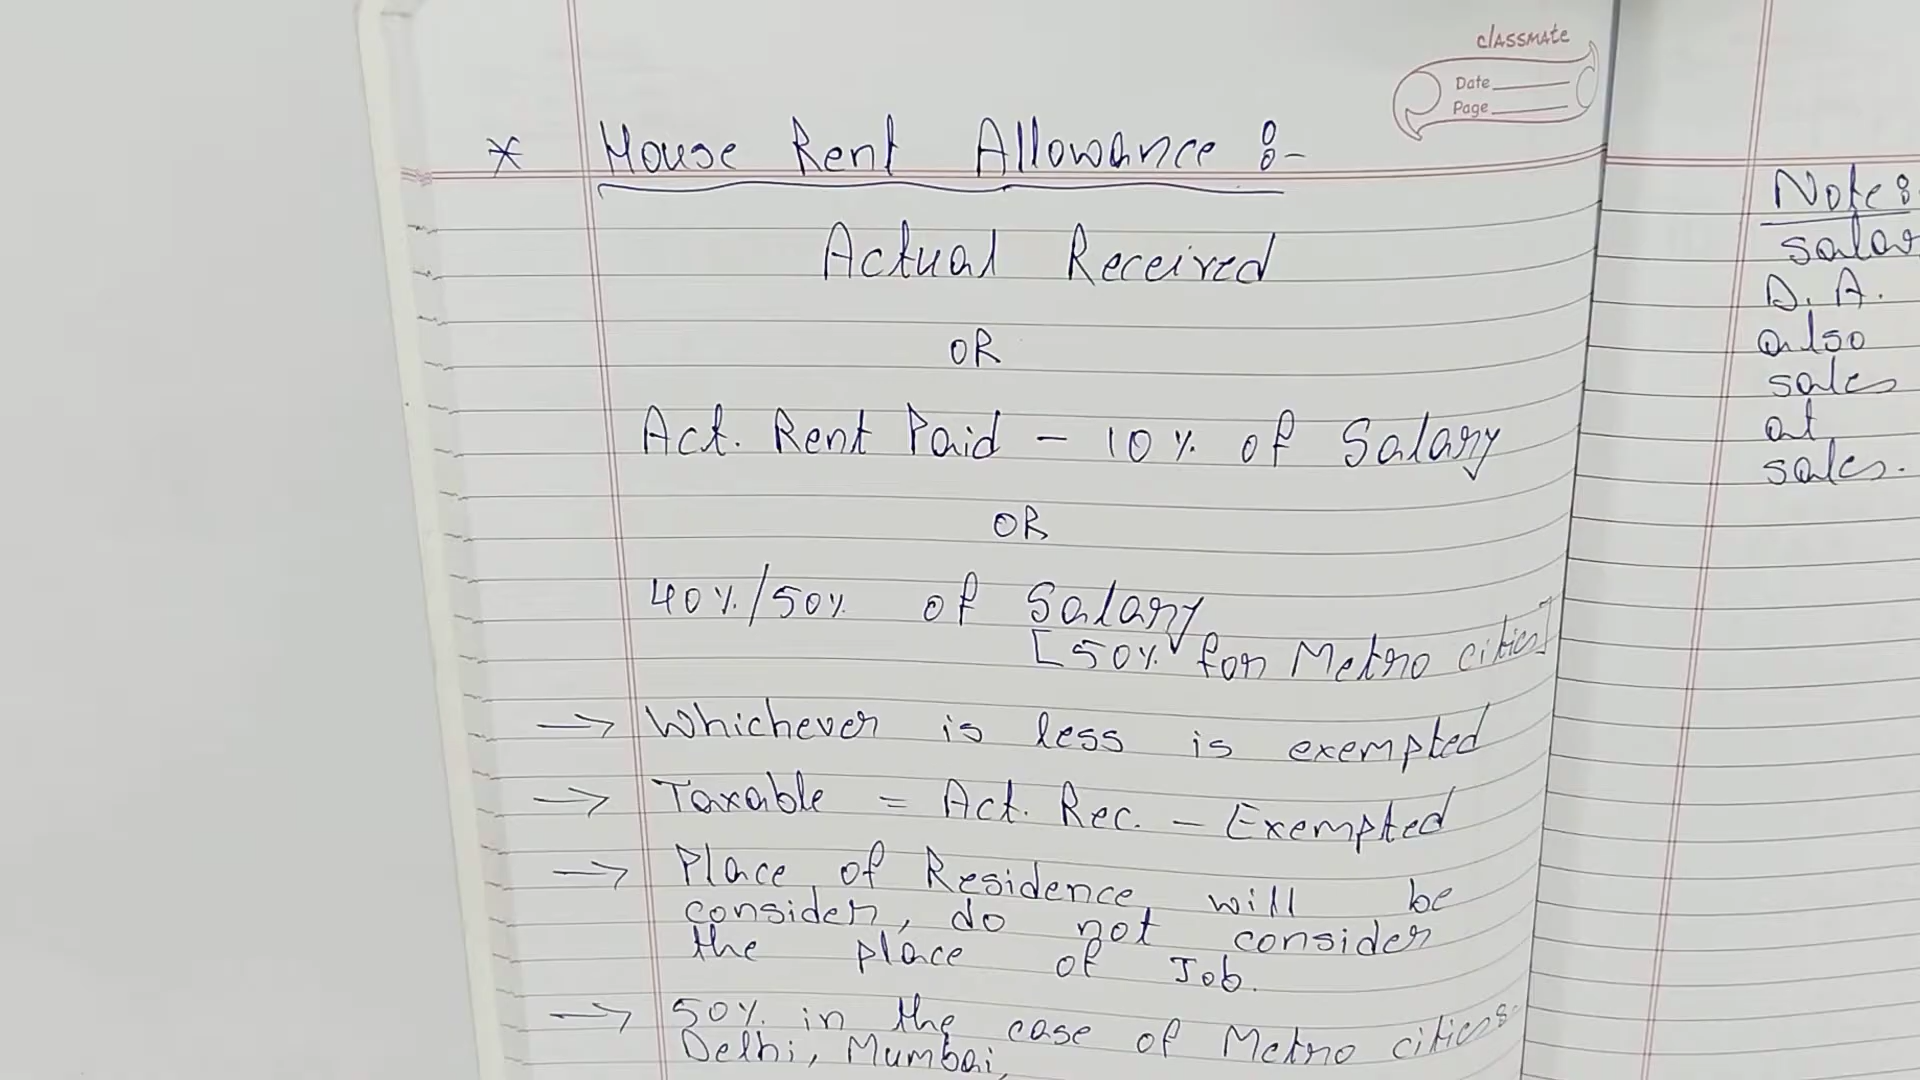 classmate
Date
Page
* House Rent Allowance :-
Actual Received
OR
Act. Rent Paid - 10% of Salary
OR
40%/50% of Salary
[50% for Metro cities]
→ Whichever is less is exempted
→ Taxable = Act. Rec. - Exempted
→ Place of Residence will be
consider, do not consider
the place of Job.
→ 50% in the case of Metro cities:
Delhi, Mumbai,
Note:
D. A.
also
sales
at
sales.